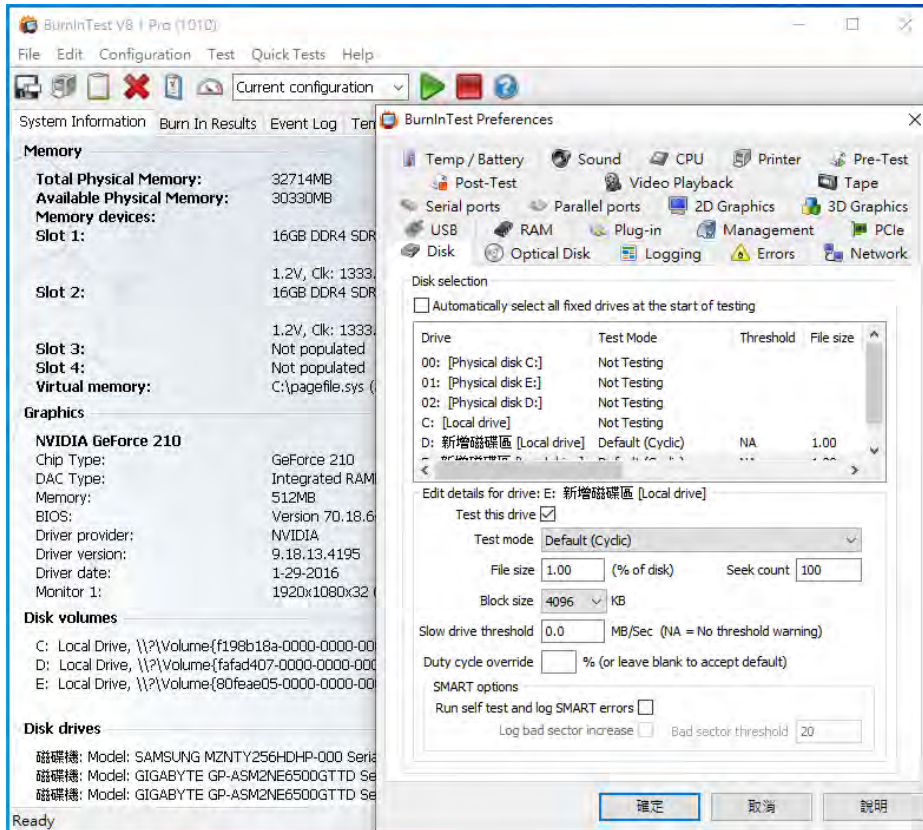 BurnInTest V8.1 Pro (1010)
File Edit Configuration Test Quick Tests Help
Current configuration
System Information Burn In Results Event Log Tem
Memory
Total Physical Memory: 32714MB
Available Physical Memory: 30330MB
Memory devices:
Slot 1: 16GB DDR4 SDR
1.2V, Clk: 1333.
Slot 2: 16GB DDR4 SDR
1.2V, Clk: 1333.
Slot 3: Not populated
Slot 4: Not populated
Virtual memory: C:\pagefile.sys (
Graphics
NVIDIA GeForce 210
Chip Type: GeForce 210
DAC Type: Integrated RAM
Memory: 512MB
BIOS: Version 70.18.6
Driver provider: NVIDIA
Driver version: 9.18.13.4195
Driver date: 1-29-2016
Monitor 1: 1920x1080x32 (
Disk volumes
C: Local Drive, \\?\Volume{f198b18a-0000-0000-00
D: Local Drive, \\?\Volume{fafad407-0000-0000-000
E: Local Drive, \\?\Volume{80feae05-0000-0000-00
Disk drives
磁碟機: Model: SAMSUNG MZNTY256HDHP-000 Seria
磁碟機: Model: GIGABYTE GP-ASM2NE6500GTTD Se
磁碟機: Model: GIGABYTE GP-ASM2NE6500GTTD Se
Ready
BurnInTest Preferences
Temp / Battery Sound CPU Printer Pre-Test
Post-Test Video Playback Tape
Serial ports Parallel ports 2D Graphics 3D Graphics
USB RAM Plug-in Management PCIe
Disk Optical Disk Logging Errors Network
Disk selection
Automatically select all fixed drives at the start of testing
Drive Test Mode Threshold File size
00: [Physical disk C:] Not Testing
01: [Physical disk E:] Not Testing
02: [Physical disk D:] Not Testing
C: [Local drive] Not Testing
D: 新增磁碟區 [Local drive] Default (Cyclic) NA 1.00
Edit details for drive: E: 新增磁碟區 [Local drive]
Test this drive
Test mode Default (Cyclic)
File size 1.00 (% of disk) Seek count 100
Block size 4096 KB
Slow drive threshold 0.0 MB/Sec (NA = No threshold warning)
Duty cycle override % (or leave blank to accept default)
SMART options
Run self test and log SMART errors
Log bad sector increase Bad sector threshold 20
確定 取消 說明